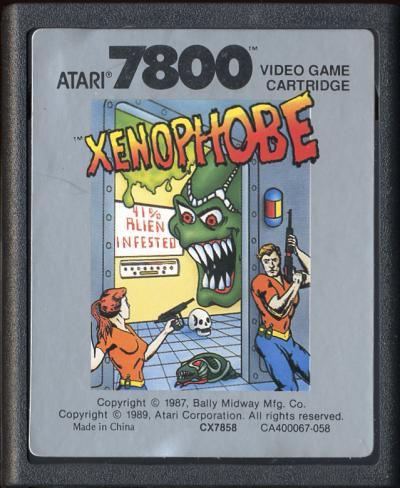 ATARI® 7800™ VIDEO GAME
CARTRIDGE
™ XENOPHOBE
41%
ALIEN
INFESTED
Copyright © 1987, Bally Midway Mfg. Co.
Copyright © 1989, Atari Corporation. All rights reserved.
Made in China CX7858 CA400067-058